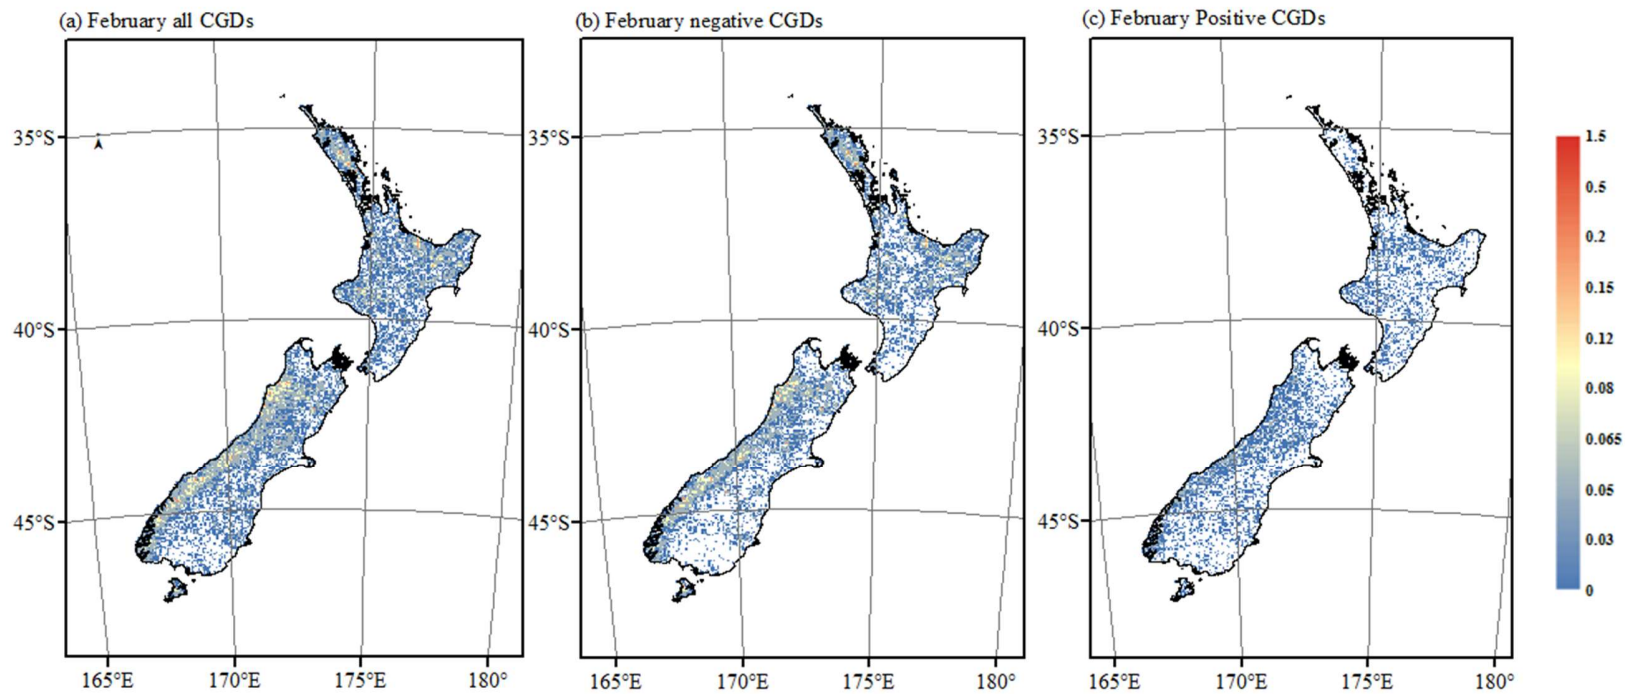 (a) February all CGDs
(b) February negative CGDs
(c) February Positive CGDs
35°S
40°S
45°S
165°E
170°E
175°E
180°
35°S
40°S
45°S
165°E
170°E
175°E
180°
35°S
40°S
45°S
165°E
170°E
175°E
180°
1.5
0.5
0.2
0.15
0.12
0.08
0.065
0.05
0.03
0